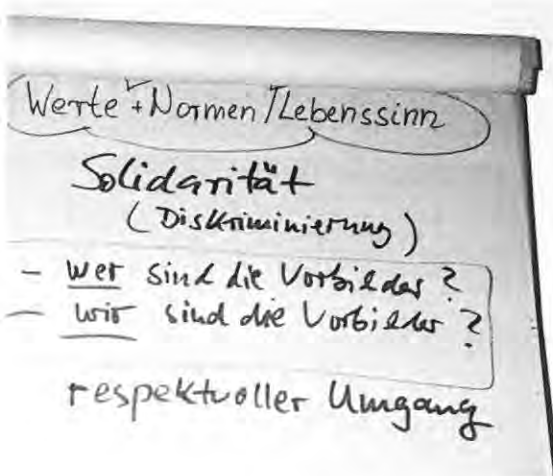 Werte + Normen / Lebenssinn
Solidarität
(Diskriminierung)
- wer sind die Vorbilder?
- wir sind die Vorbilder?
respektvoller Umgang